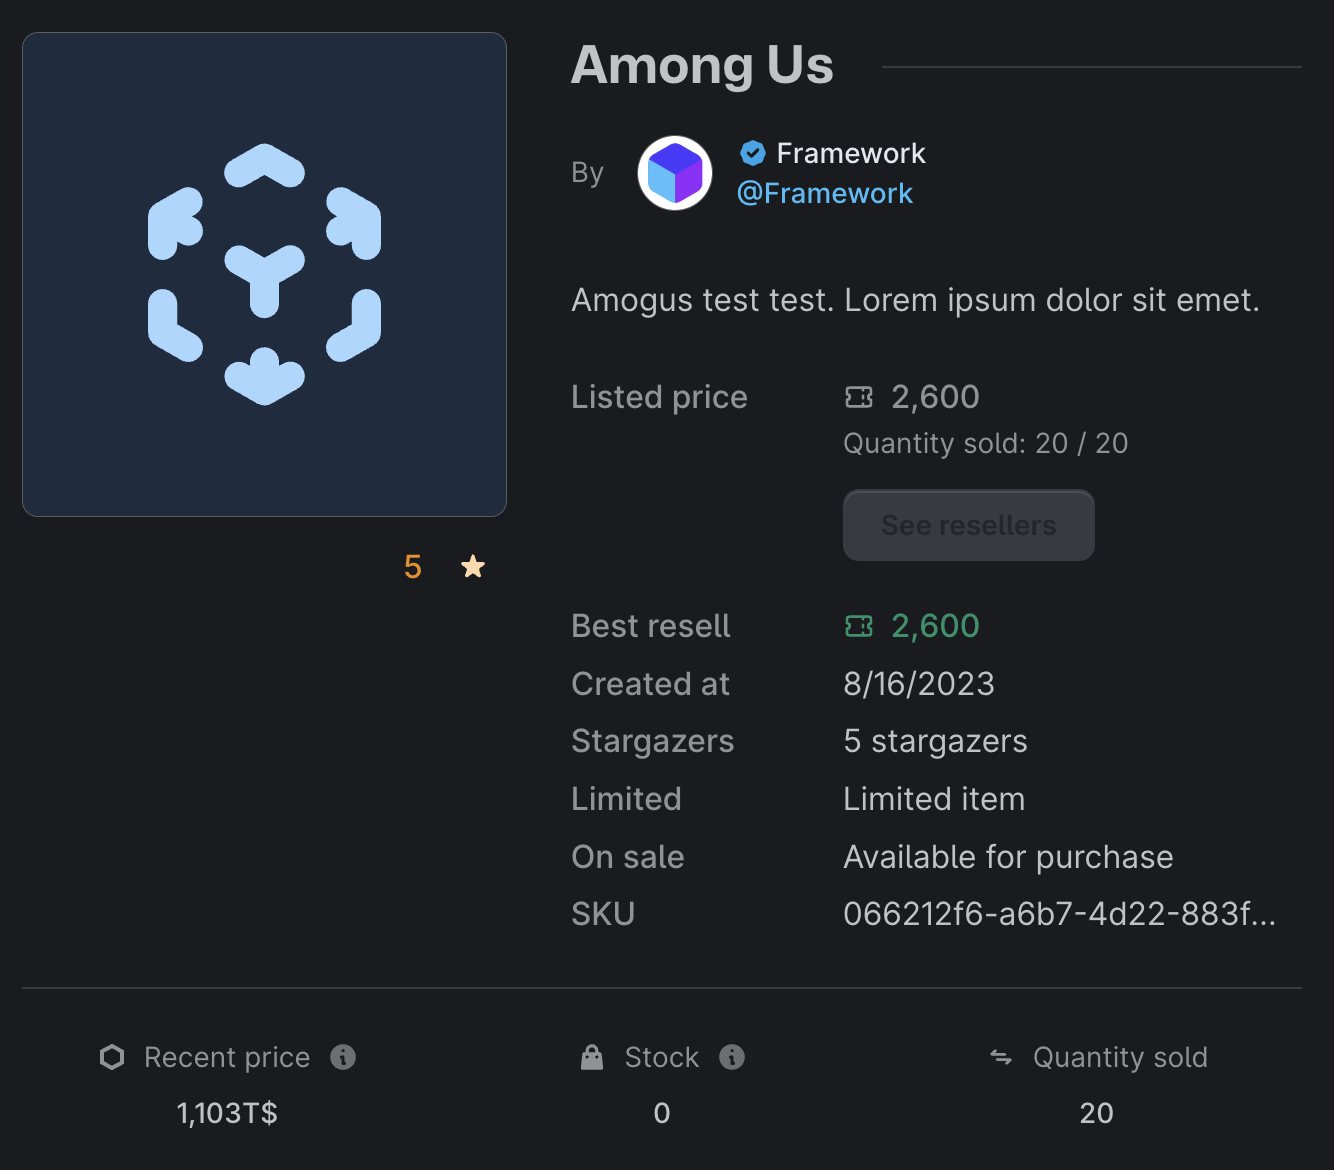 Among Us
By
Framework
@Framework
Amogus test test. Lorem ipsum dolor sit emet.
Listed price 2,600
Quantity sold: 20 / 20
See resellers
5
Best resell 2,600
Created at 8/16/2023
Stargazers 5 stargazers
Limited Limited item
On sale Available for purchase
SKU 066212f6-a6b7-4d22-883f...
Recent price Stock Quantity sold
1,103T$ 0 20